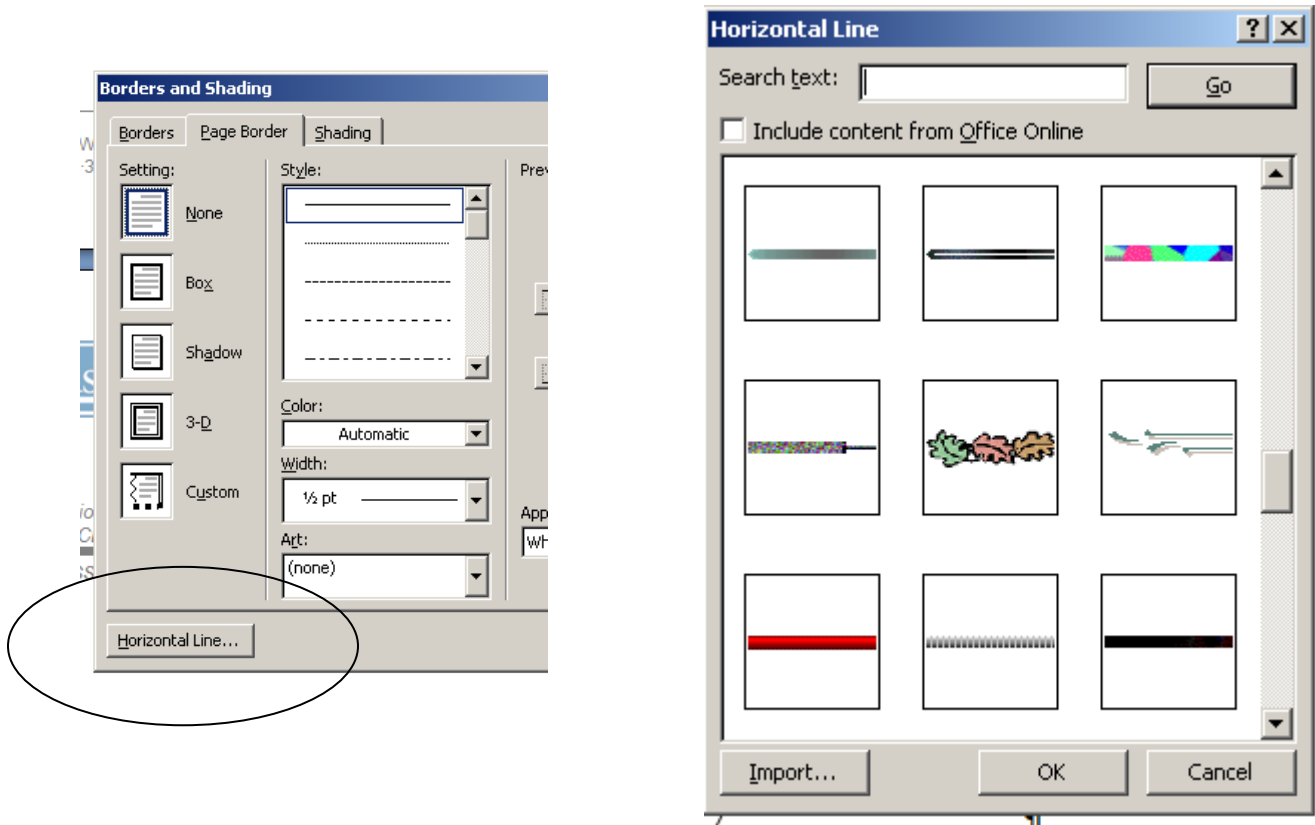 Borders and Shading
Borders Page Border Shading
Setting:
None
Box
Shadow
3-D
Custom
Style:
Color:
Automatic
Width:
½ pt
Art:
(none)
Horizontal Line...
Horizontal Line
Search text:
Go
Include content from Office Online
Import...
OK
Cancel